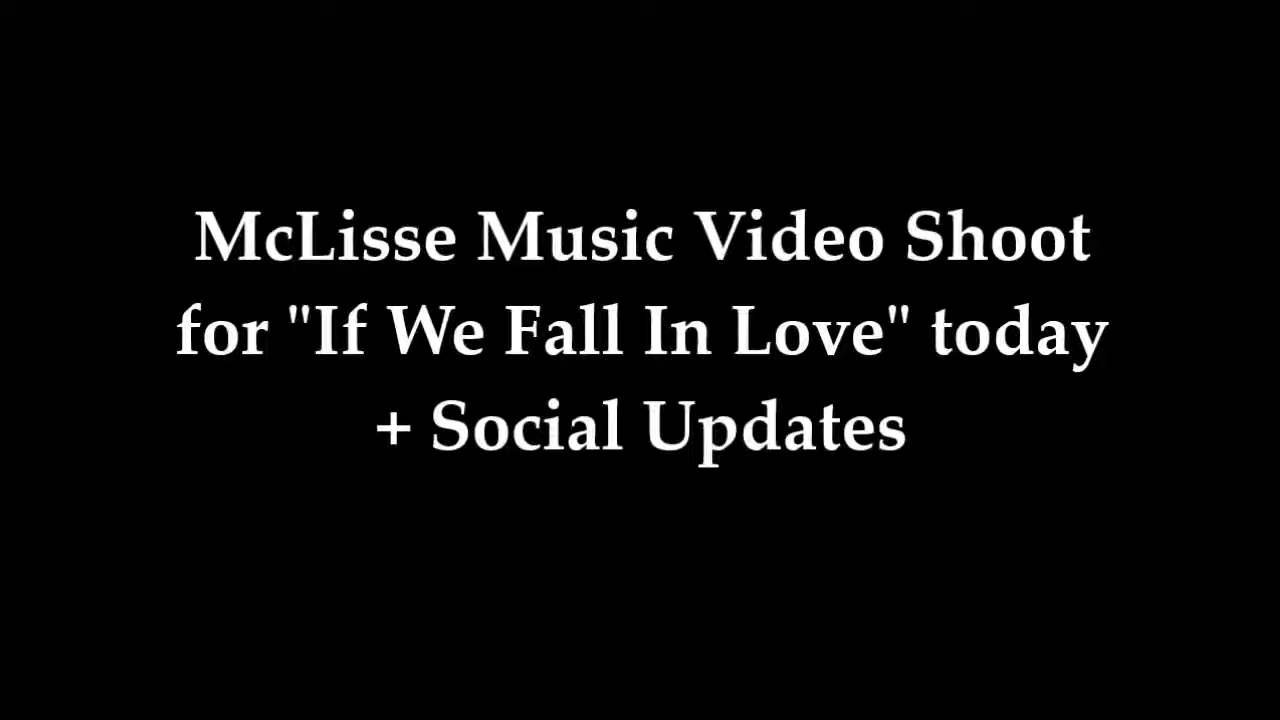 McLisse Music Video Shoot
for "If We Fall In Love" today
+ Social Updates